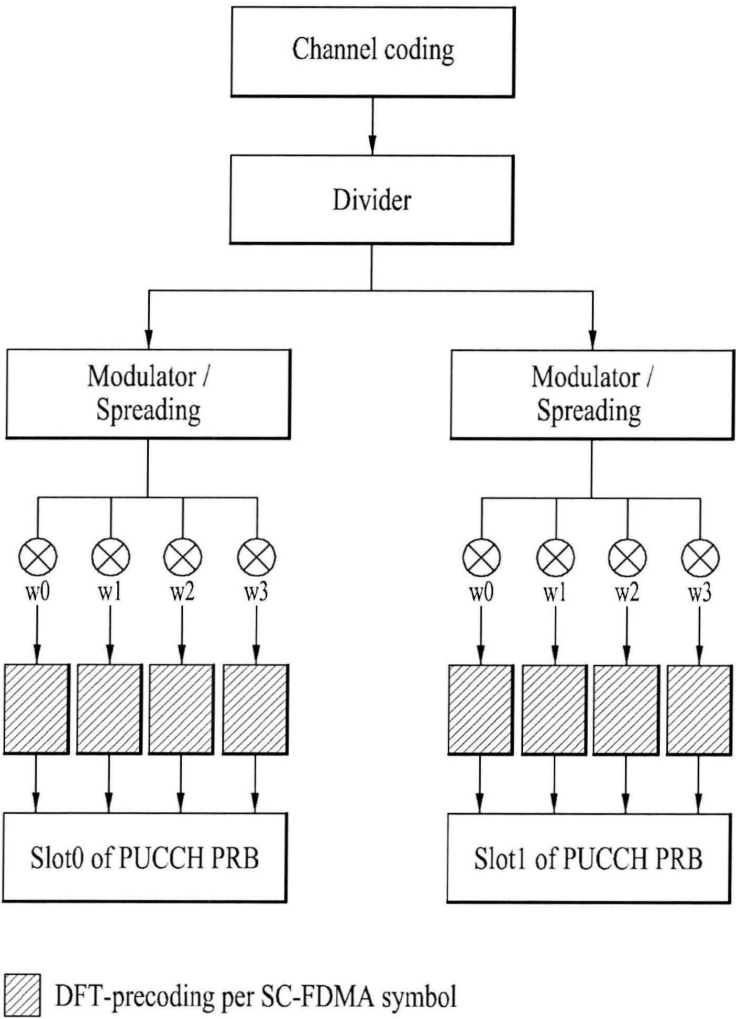 Channel coding
Divider
Modulator /
Spreading
Modulator /
Spreading
w0 w1 w2 w3
w0 w1 w2 w3
Slot0 of PUCCH PRB
Slot1 of PUCCH PRB
DFT-precoding per SC-FDMA symbol